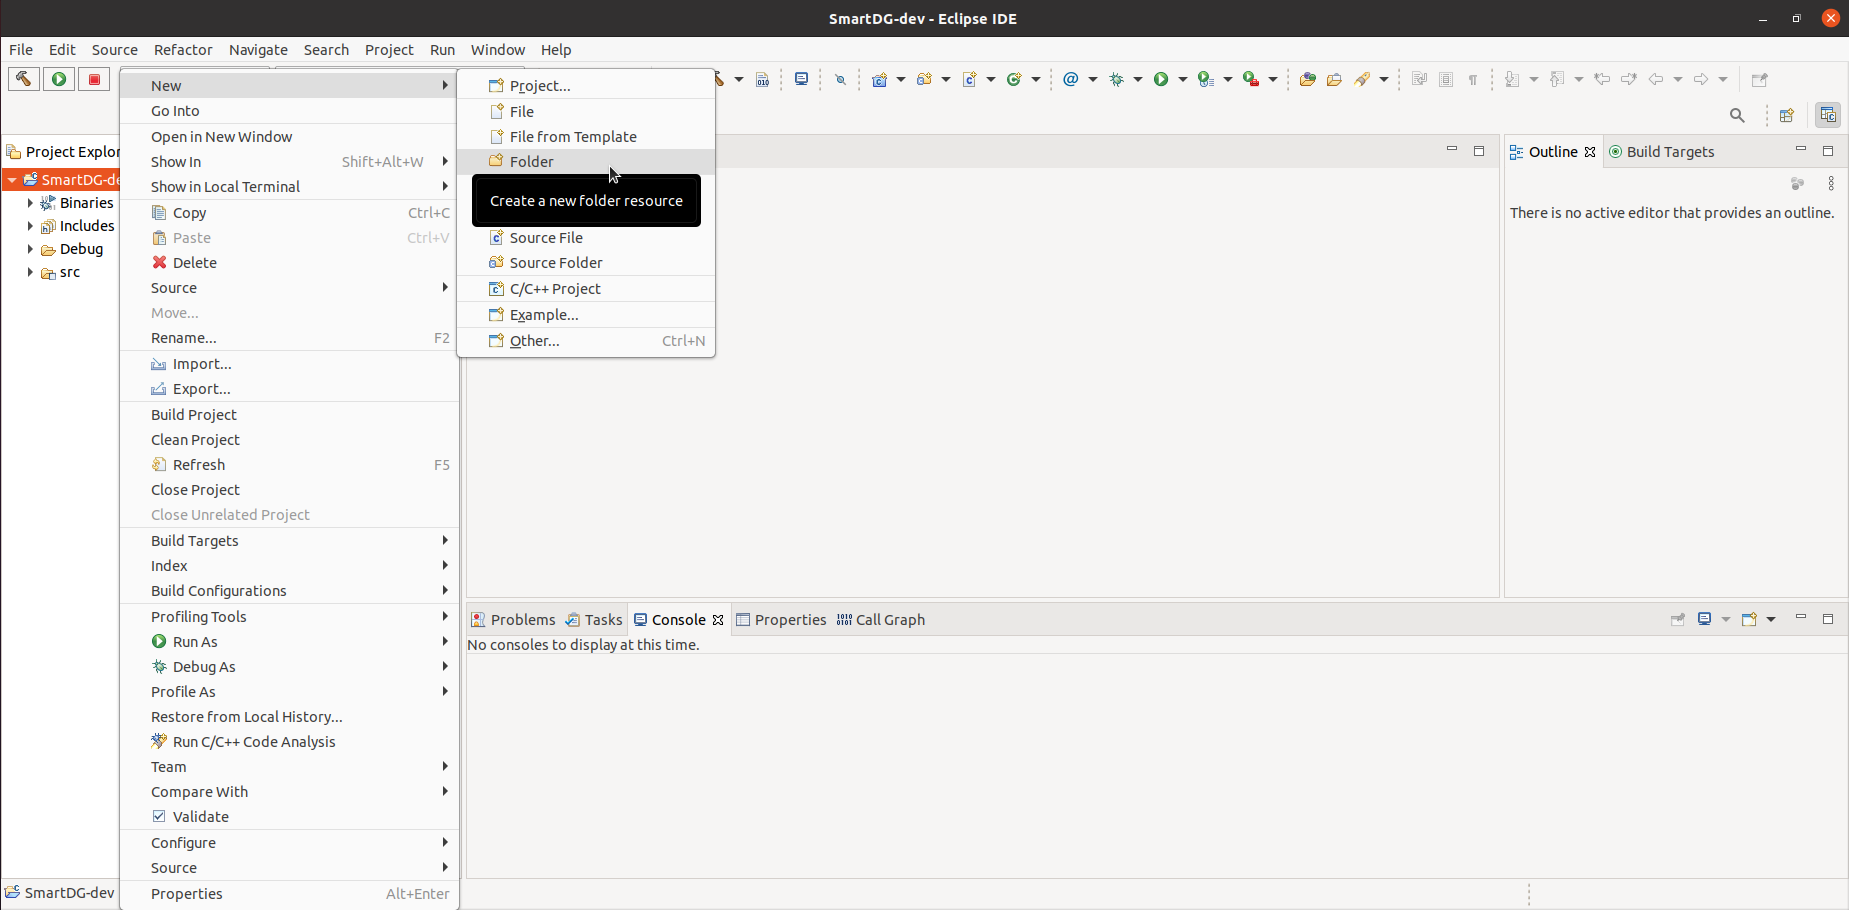 SmartDG-dev - Eclipse IDE
File Edit Source Refactor Navigate Search Project Run Window Help
Project Explor
SmartDG-de
Binaries
Includes
Debug
src
New
Go Into
Open in New Window
Show In Shift+Alt+W
Show in Local Terminal
Copy Ctrl+C
Paste Ctrl+V
Delete
Source
Move...
Rename... F2
Import...
Export...
Build Project
Clean Project
Refresh F5
Close Project
Close Unrelated Project
Build Targets
Index
Build Configurations
Profiling Tools
Run As
Debug As
Profile As
Restore from Local History...
Run C/C++ Code Analysis
Team
Compare With
Validate
Configure
Source
Properties Alt+Enter
Project...
File
File from Template
Folder
Create a new folder resource
Source File
Source Folder
C/C++ Project
Example...
Other... Ctrl+N
Outline Build Targets
There is no active editor that provides an outline.
Problems Tasks Console Properties Call Graph
No consoles to display at this time.
SmartDG-dev